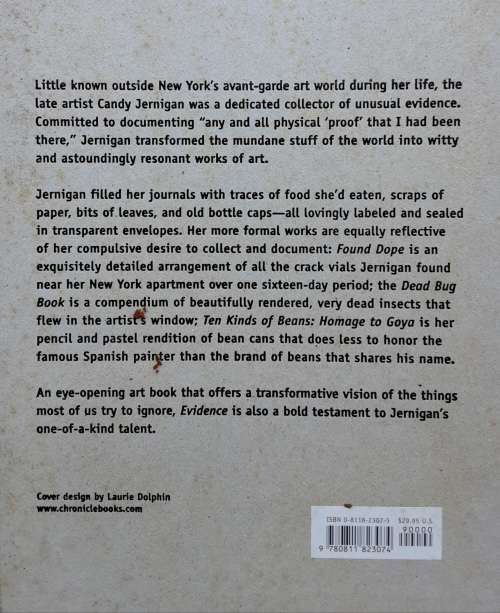 Little known outside New York's avant-garde art world during her life, the
late artist Candy Jernigan was a dedicated collector of unusual evidence.
Committed to documenting “any and all physical ‘proof’ that I had been
there,” Jernigan transformed the mundane stuff of the world into witty
and astoundingly resonant works of art.
Jernigan filled her journals with traces of food she'd eaten, scraps of
paper, bits of leaves, and old bottle caps—all lovingly labeled and sealed
in transparent envelopes. Her more formal works are equally reflective
of her compulsive desire to collect and document: Found Dope is an
exquisitely detailed arrangement of all the crack vials Jernigan found
near her New York apartment over one sixteen-day period; the Dead Bug
Book is a compendium of beautifully rendered, very dead insects that
flew in the artist's window; Ten Kinds of Beans: Homage to Goya is her
pencil and pastel rendition of bean cans that does less to honor the
famous Spanish painter than the brand of beans that shares his name.
An eye-opening art book that offers a transformative vision of the things
most of us try to ignore, Evidence is also a bold testament to Jernigan's
one-of-a-kind talent.
Cover design by Laurie Dolphin
www.chroniclebooks.com
ISBN 0-8118-2307-5 $29.95 U.S.
90000
9 780811 823074